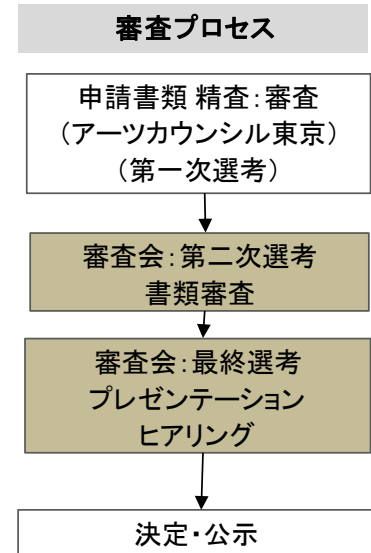 審査プロセス
申請書類 精査：審査
（アーツカウンシル東京）
（第一次選考）
審査会：第二次選考
書類審査
審査会：最終選考
プレゼンテーション
ヒアリング
決定・公示